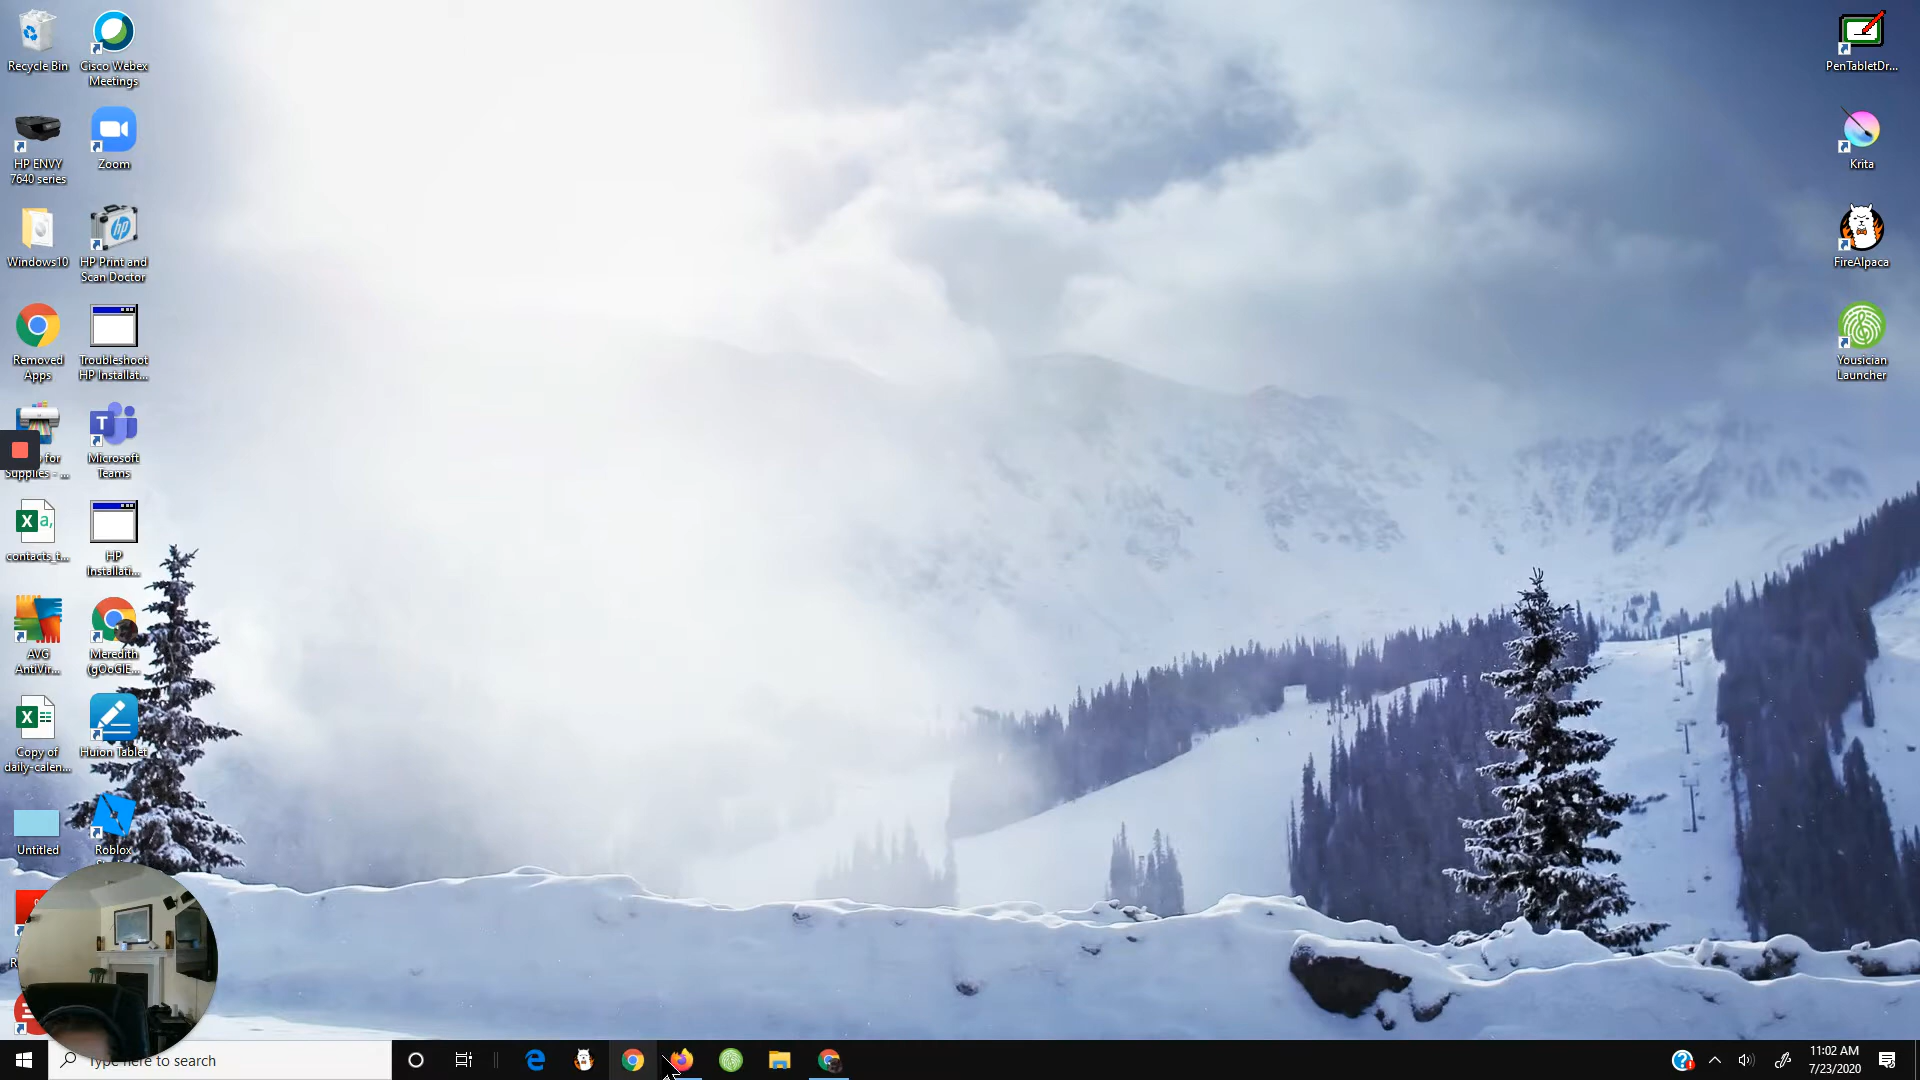 Recycle Bin
Cisco Webex
Meetings
HP ENVY
7640 series
Zoom
Windows10
HP Print and
Scan Doctor
Removed
Apps
Troubleshoot
HP Installat...
for
Supplies - ...
Microsoft
Teams
contacts_t...
HP
Installati...
AVG
AntiVir...
Meredith
(gOoGlE...
Copy of
daily-calen...
Huion Tablet
Untitled
Roblox
PenTabletDr...
Krita
FireAlpaca
Yousician
Launcher
Type here to search
11:02 AM
7/23/2020